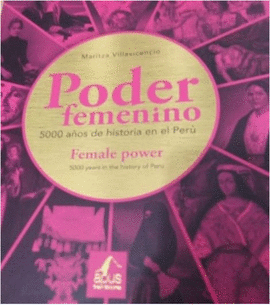 Maritza Villavicencio
Poder
femenino
5000 años de historia en el Perú
Female power
5000 years in the history of Peru